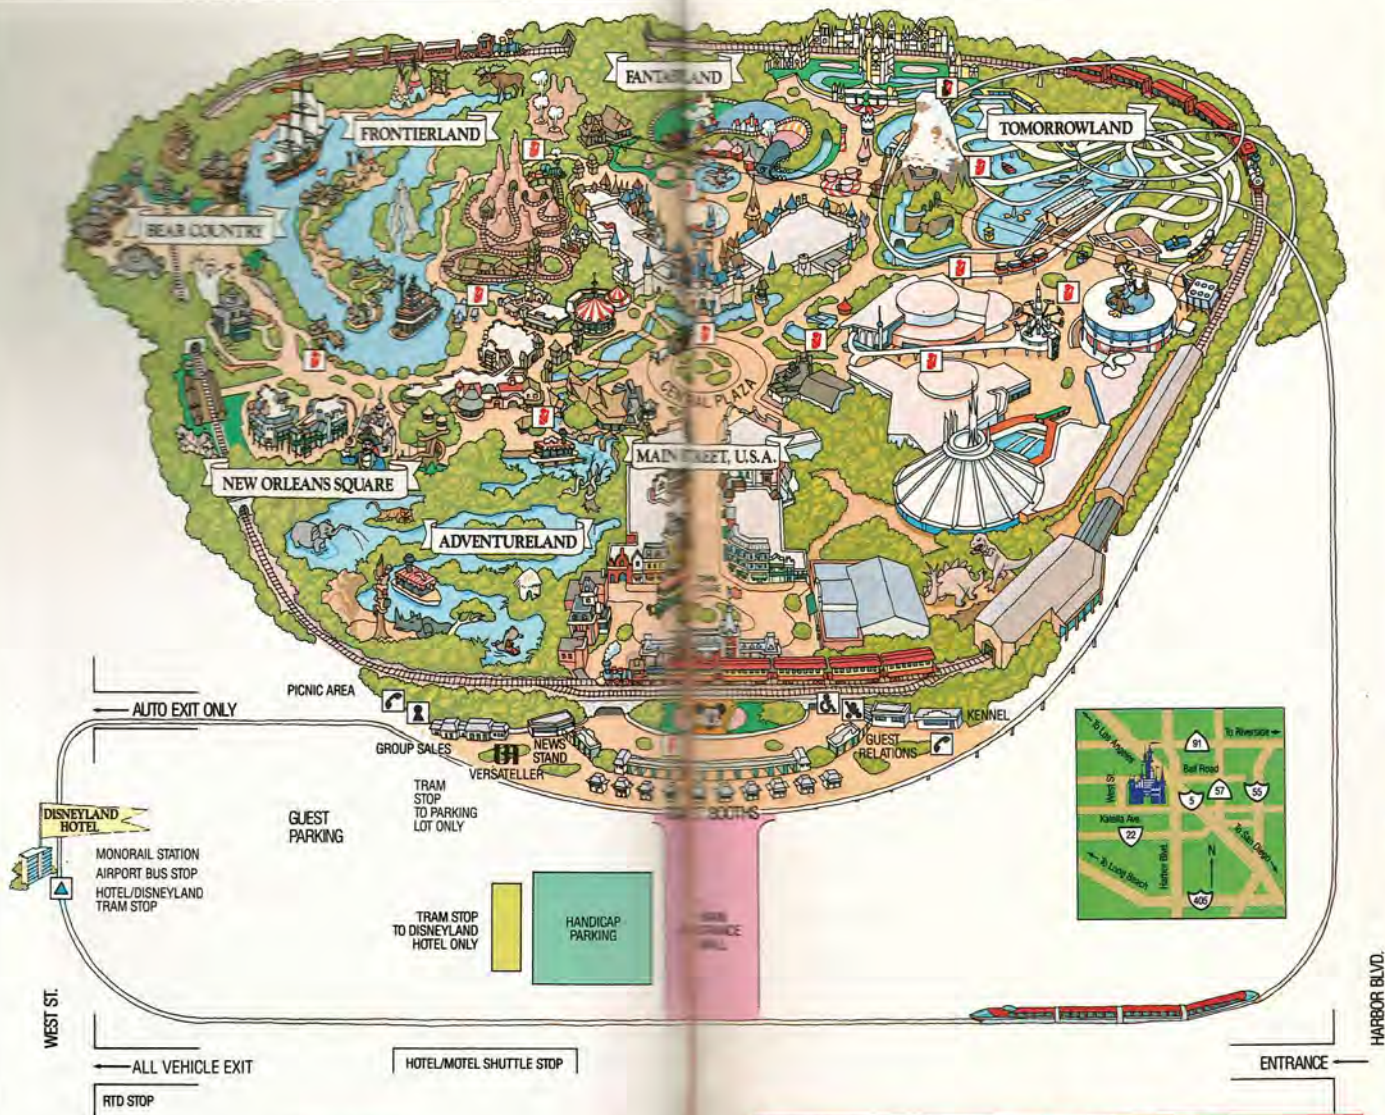 FRONTIERLAND
TOMORROWLAND
BEAR COUNTRY
CENTRAL PLAZA
NEW ORLEANS SQUARE
ADVENTURELAND
MAIN STREET, U.S.A.
PICNIC AREA
AUTO EXIT ONLY
GROUP SALES
VERSATELLER
NEWS
STAND
GUEST
RELATIONS
KENNEL
TRAM
STOP
TO PARKING
LOT ONLY
BOOTHS
GUEST
PARKING
DISNEYLAND
HOTEL
MONORAIL STATION
AIRPORT BUS STOP
HOTEL/DISNEYLAND
TRAM STOP
TRAM STOP
TO DISNEYLAND
HOTEL ONLY
HANDICAP
PARKING
To Los Angeles
To Riverside
91
Ball Road
West St.
5
57
55
Katella Ave.
22
To San Diego
To Long Beach
Harbor Blvd.
N
405
WEST ST.
HARBOR BLVD.
ALL VEHICLE EXIT
HOTEL/MOTEL SHUTTLE STOP
ENTRANCE
RTD STOP